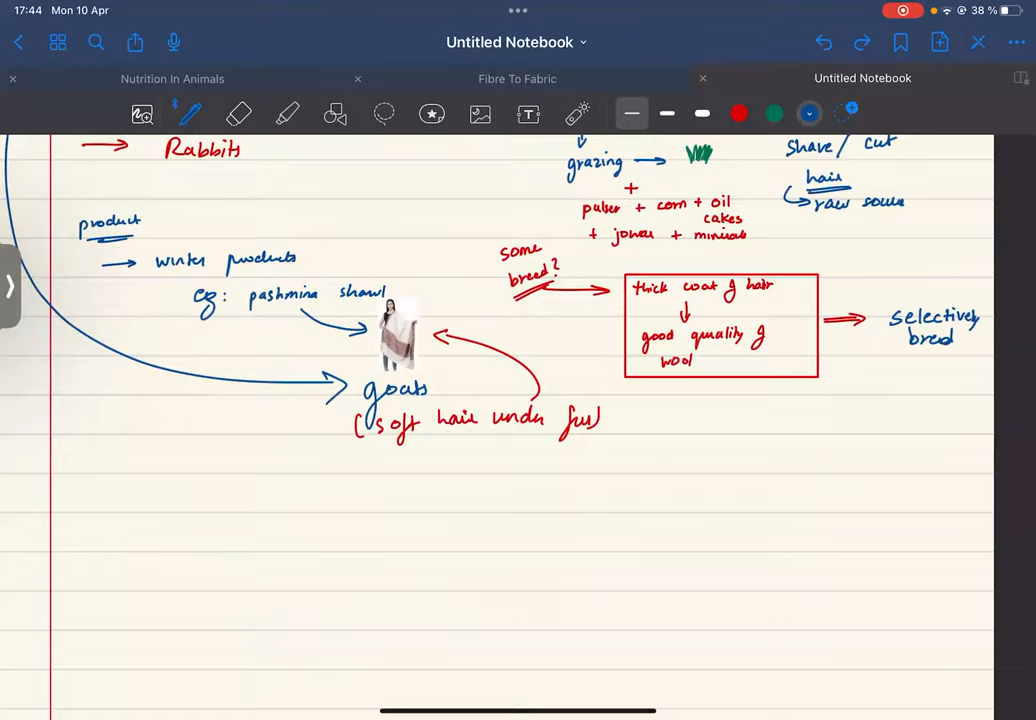 17:44 Mon 10 Apr
38 %
Untitled Notebook
Nutrition In Animals
Fibre To Fabric
Untitled Notebook
Rabbits
grazing
+
pulses + corn + oil
cakes
+ jowar + minerals
share / cut
hair
raw source
product
winter products
eg: pashmina shawl
some
breed?
thick coat of hair
good quality of
wool
selectively
breed
goats
(soft hair under fur)